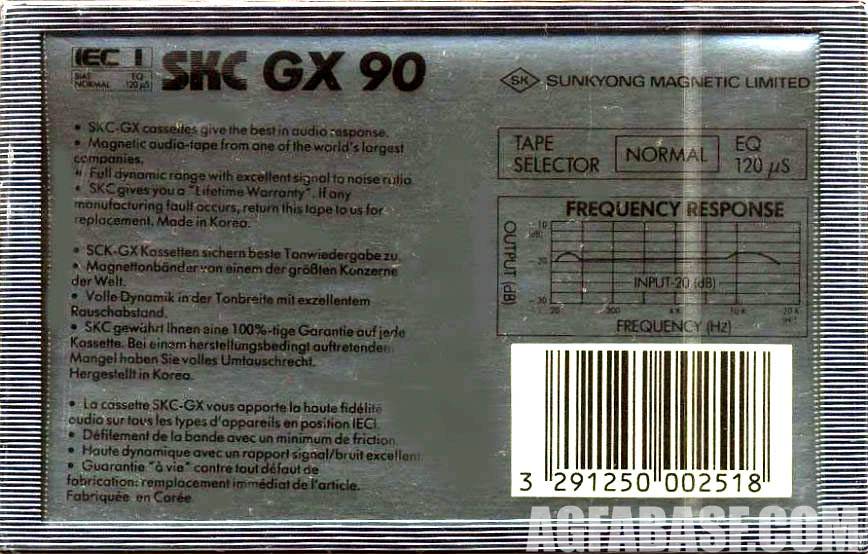 IEC I
BIAS NORMAL EQ 120 µS
SKC GX 90
SK SUNKYONG MAGNETIC LIMITED
• SKC-GX cassettes give the best in audio response.
• Magnetic audio-tape from one of the world's largest
companies.
• Full dynamic range with excellent signal to noise ratio
• SKC gives you a "Lifetime Warranty". If any
manufacturing fault occurs, return this tape to us for
replacement. Made in Korea.
• SCK-GX Kassetten sichern beste Tonwiedergabe zu.
• Magnettonbänder von einem der größten Konzerne
der Welt.
• Volle Dynamik in der Tonbreite mit exzellentem
Rauschabstand.
• SKC gewährt Ihnen eine 100%-tige Garantie auf jede
Kassette. Bei einem herstellungsbedingt auftretenden
Mangel haben Sie volles Umtauschrecht.
Hergestellt in Korea.
• La cassette SKC-GX vous apporte la haute fidélité
audio sur tous les types d'appareils en position IECI.
• Défilement de la bande avec un minimum de friction.
• Haute dynamique avec un rapport signal/bruit excellent
• Guarantie "à vie" contre tout défaut de
fabrication: remplacement immédiat de l'article.
Fabriquée en Corée
TAPE SELECTOR NORMAL EQ 120 µS
FREQUENCY RESPONSE
OUTPUT (dB)
-10
(dB)
-20
-30
INPUT-20 (dB)
20 300 4 K 10 K 20 K
FREQUENCY (Hz)
3 291250 002518
AGFABASE.COM